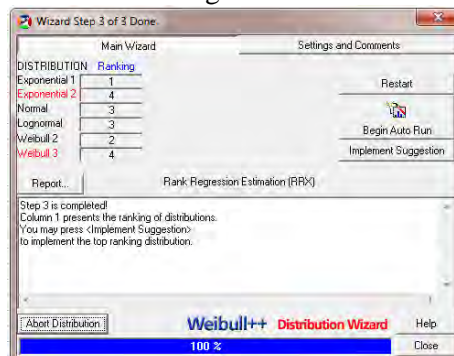 Wizard Step 3 of 3 Done
Main Wizard Settings and Comments
DISTRIBUTION Ranking
Exponential 1 1
Exponential 2 4
Normal 3
Lognormal 3
Weibull 2 2
Weibull 3 4
Restart
Begin Auto Run
Implement Suggestion
Report... Rank Regression Estimation (RRX)
Step 3 is completed!
Column 1 presents the ranking of distributions.
You may press <Implement Suggestion>
to implement the top ranking distribution.
Abort Distribution Weibull++ Distribution Wizard Help
100 % Close